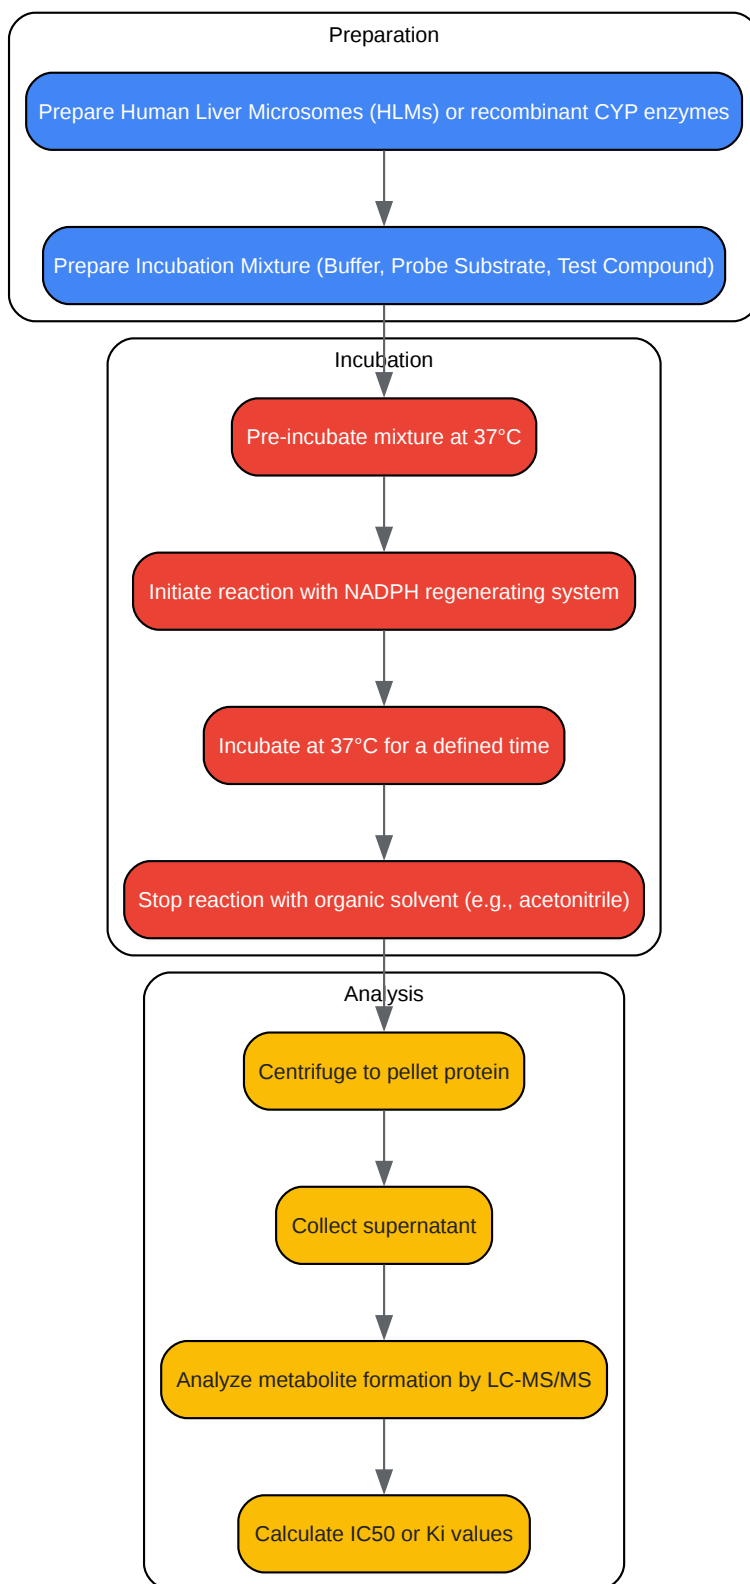 Preparation
Prepare Human Liver Microsomes (HLMs) or recombinant CYP enzymes
Prepare Incubation Mixture (Buffer, Probe Substrate, Test Compound)
Incubation
Pre-incubate mixture at 37°C
Initiate reaction with NADPH regenerating system
Incubate at 37°C for a defined time
Stop reaction with organic solvent (e.g., acetonitrile)
Analysis
Centrifuge to pellet protein
Collect supernatant
Analyze metabolite formation by LC-MS/MS
Calculate IC50 or Ki values